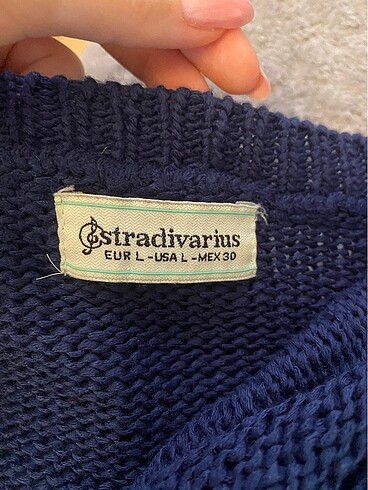 stradivarius
EUR L - USA L - MEX 30